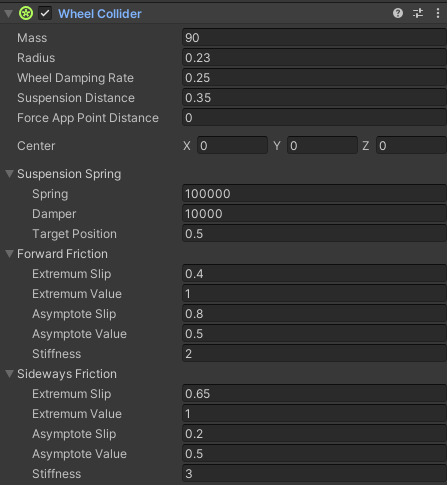 Wheel Collider
Mass 90
Radius 0.23
Wheel Damping Rate 0.25
Suspension Distance 0.35
Force App Point Distance 0
Center X 0 Y 0 Z 0
Suspension Spring
Spring 100000
Damper 10000
Target Position 0.5
Forward Friction
Extremum Slip 0.4
Extremum Value 1
Asymptote Slip 0.8
Asymptote Value 0.5
Stiffness 2
Sideways Friction
Extremum Slip 0.65
Extremum Value 1
Asymptote Slip 0.2
Asymptote Value 0.5
Stiffness 3